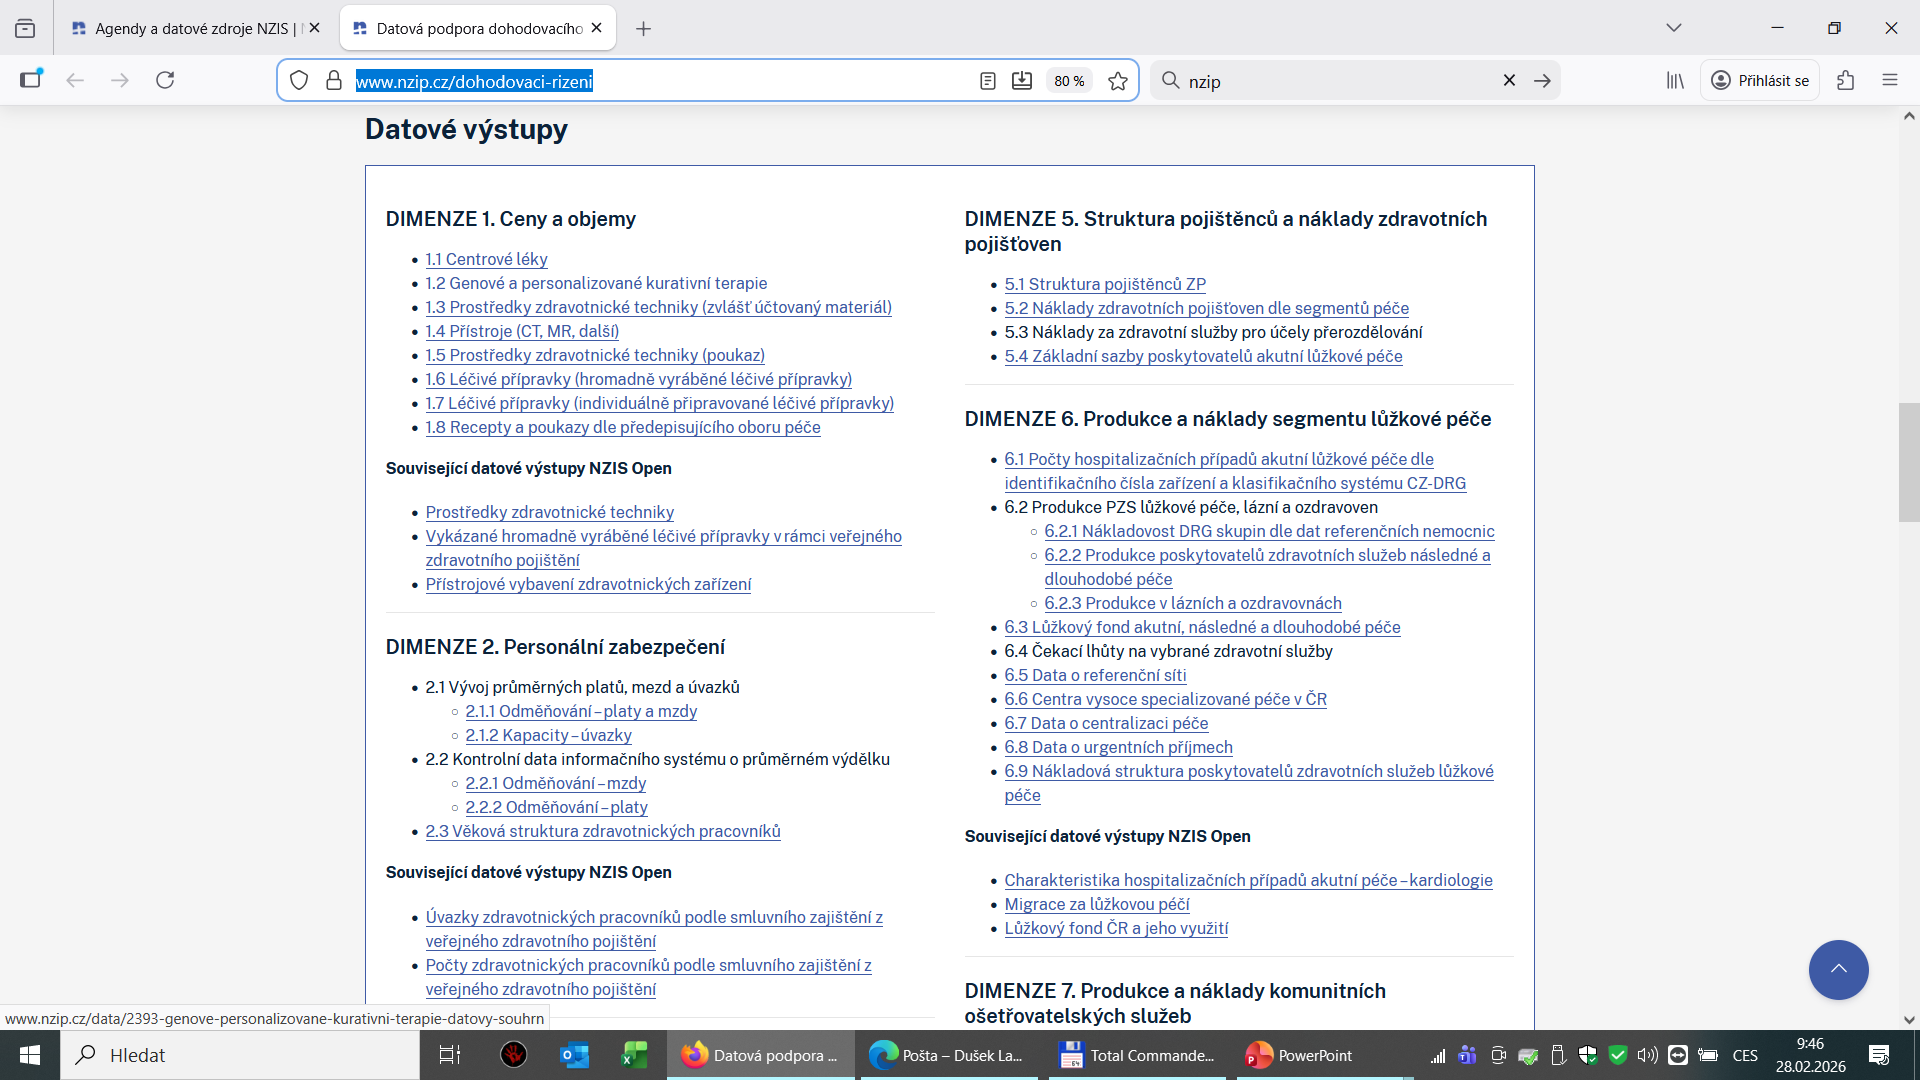 Agendy a datové zdroje NZIS |
Datová podpora dohodovacího
www.nzip.cz/dohodovaci-rizeni
80 %
nzip
Přihlásit se
Datové výstupy
DIMENZE 1. Ceny a objemy
1.1 Centrové léky
1.2 Genové a personalizované kurativní terapie
1.3 Prostředky zdravotnické techniky (zvlášť účtovaný materiál)
1.4 Přístroje (CT, MR, další)
1.5 Prostředky zdravotnické techniky (poukaz)
1.6 Léčivé přípravky (hromadně vyráběné léčivé přípravky)
1.7 Léčivé přípravky (individuálně připravované léčivé přípravky)
1.8 Recepty a poukazy dle předepisujícího oboru péče
Související datové výstupy NZIS Open
Prostředky zdravotnické techniky
Vykázané hromadně vyráběné léčivé přípravky v rámci veřejného
zdravotního pojištění
Přístrojové vybavení zdravotnických zařízení
DIMENZE 2. Personální zabezpečení
2.1 Vývoj průměrných platů, mezd a úvazků
2.1.1 Odměňování – platy a mzdy
2.1.2 Kapacity – úvazky
2.2 Kontrolní data informačního systému o průměrném výdělku
2.2.1 Odměňování – mzdy
2.2.2 Odměňování – platy
2.3 Věková struktura zdravotnických pracovníků
Související datové výstupy NZIS Open
Úvazky zdravotnických pracovníků podle smluvního zajištění z
veřejného zdravotního pojištění
Počty zdravotnických pracovníků podle smluvního zajištění z
veřejného zdravotního pojištění
DIMENZE 5. Struktura pojištěnců a náklady zdravotních
pojišťoven
5.1 Struktura pojištěnců ZP
5.2 Náklady zdravotních pojišťoven dle segmentů péče
5.3 Náklady za zdravotní služby pro účely přerozdělování
5.4 Základní sazby poskytovatelů akutní lůžkové péče
DIMENZE 6. Produkce a náklady segmentu lůžkové péče
6.1 Počty hospitalizačních případů akutní lůžkové péče dle
identifikačního čísla zařízení a klasifikačního systému CZ-DRG
6.2 Produkce PZS lůžkové péče, lázní a ozdravoven
6.2.1 Nákladovost DRG skupin dle dat referenčních nemocnic
6.2.2 Produkce poskytovatelů zdravotních služeb následné a
dlouhodobé péče
6.2.3 Produkce v lázních a ozdravovnách
6.3 Lůžkový fond akutní, následné a dlouhodobé péče
6.4 Čekací lhůty na vybrané zdravotní služby
6.5 Data o referenční síti
6.6 Centra vysoce specializované péče v ČR
6.7 Data o centralizaci péče
6.8 Data o urgentních příjmech
6.9 Nákladová struktura poskytovatelů zdravotních služeb lůžkové
péče
Související datové výstupy NZIS Open
Charakteristika hospitalizačních případů akutní péče – kardiologie
Migrace za lůžkovou péčí
Lůžkový fond ČR a jeho využití
DIMENZE 7. Produkce a náklady komunitních
ošetřovatelských služeb
www.nzip.cz/data/2393-genove-personalizovane-kurativni-terapie-datovy-souhrn
Hledat
Datová podpora ...
Pošta – Dušek La...
Total Commande...
PowerPoint
CES
9:46
28.02.2026